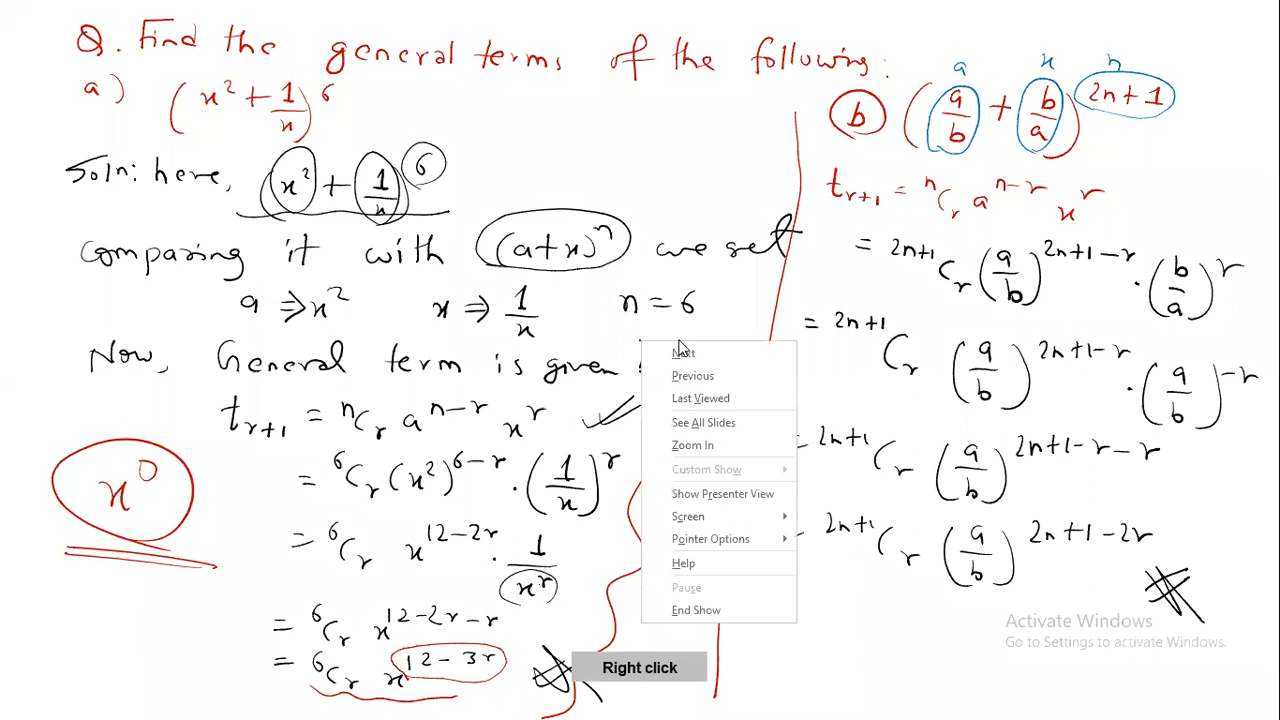 Q. Find the general terms of the following:
a) (x² + 1/x)⁶
Soln: here, (x² + 1/x)⁶
comparing it with (a+x)ⁿ we get
a ⇒ x² x ⇒ 1/x n = 6
Now, General term is given
tᵣ₊₁ = ⁿCᵣ aⁿ⁻ʳ xʳ
= ⁶Cᵣ (x²)⁶⁻ʳ · (1/x)ʳ
= ⁶Cᵣ x¹²⁻²ʳ · 1/xʳ
= ⁶Cᵣ x¹²⁻²ʳ⁻ʳ
= ⁶Cᵣ x¹²⁻³ʳ
x⁰
a x n
b ((a/b) + (b/a))²ⁿ⁺¹
tᵣ₊₁ = ⁿCᵣ aⁿ⁻ʳ xʳ
= ²ⁿ⁺¹Cᵣ (a/b)²ⁿ⁺¹⁻ʳ · (b/a)ʳ
= ²ⁿ⁺¹Cᵣ (a/b)²ⁿ⁺¹⁻ʳ · (a/b)⁻ʳ
= ²ⁿ⁺¹Cᵣ (a/b)²ⁿ⁺¹⁻ʳ⁻ʳ
= ²ⁿ⁺¹Cᵣ (a/b)²ⁿ⁺¹⁻²ʳ
Next
Previous
Last Viewed
See All Slides
Zoom In
Custom Show
Show Presenter View
Screen
Pointer Options
Help
Pause
End Show
Right click
Activate Windows
Go to Settings to activate Windows.